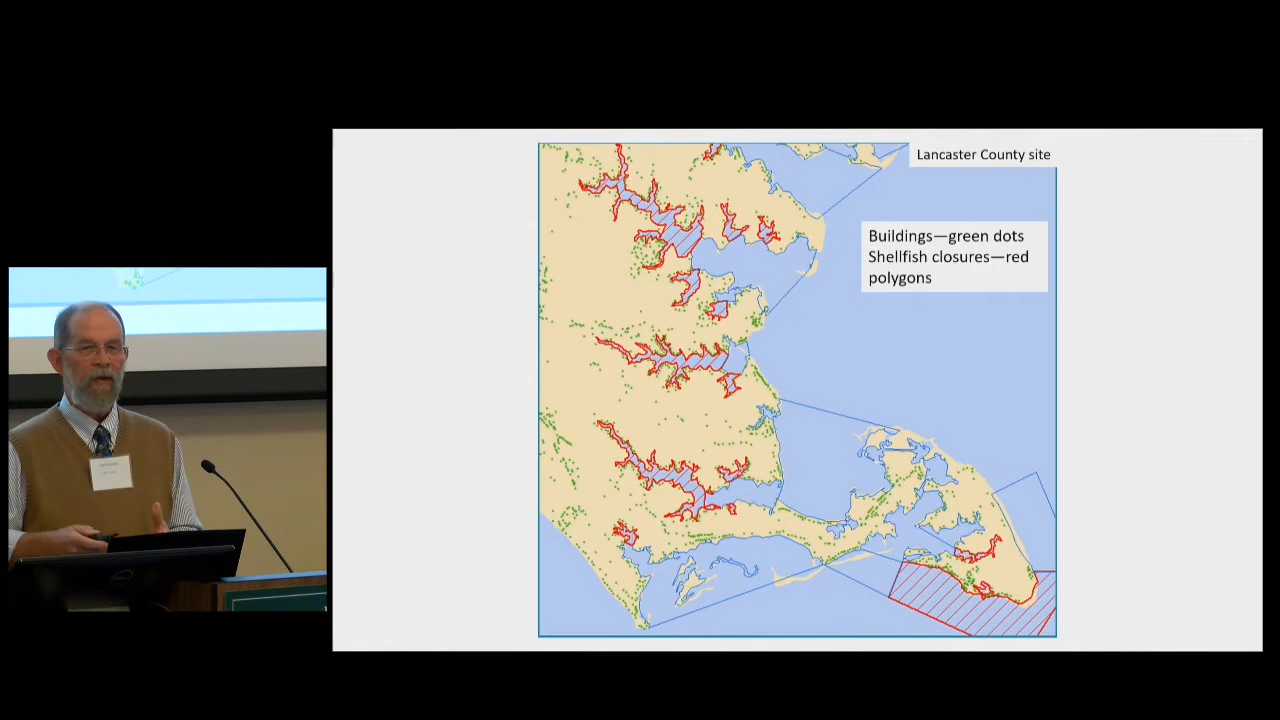 Lancaster County site
Buildings—green dots
Shellfish closures—red
polygons